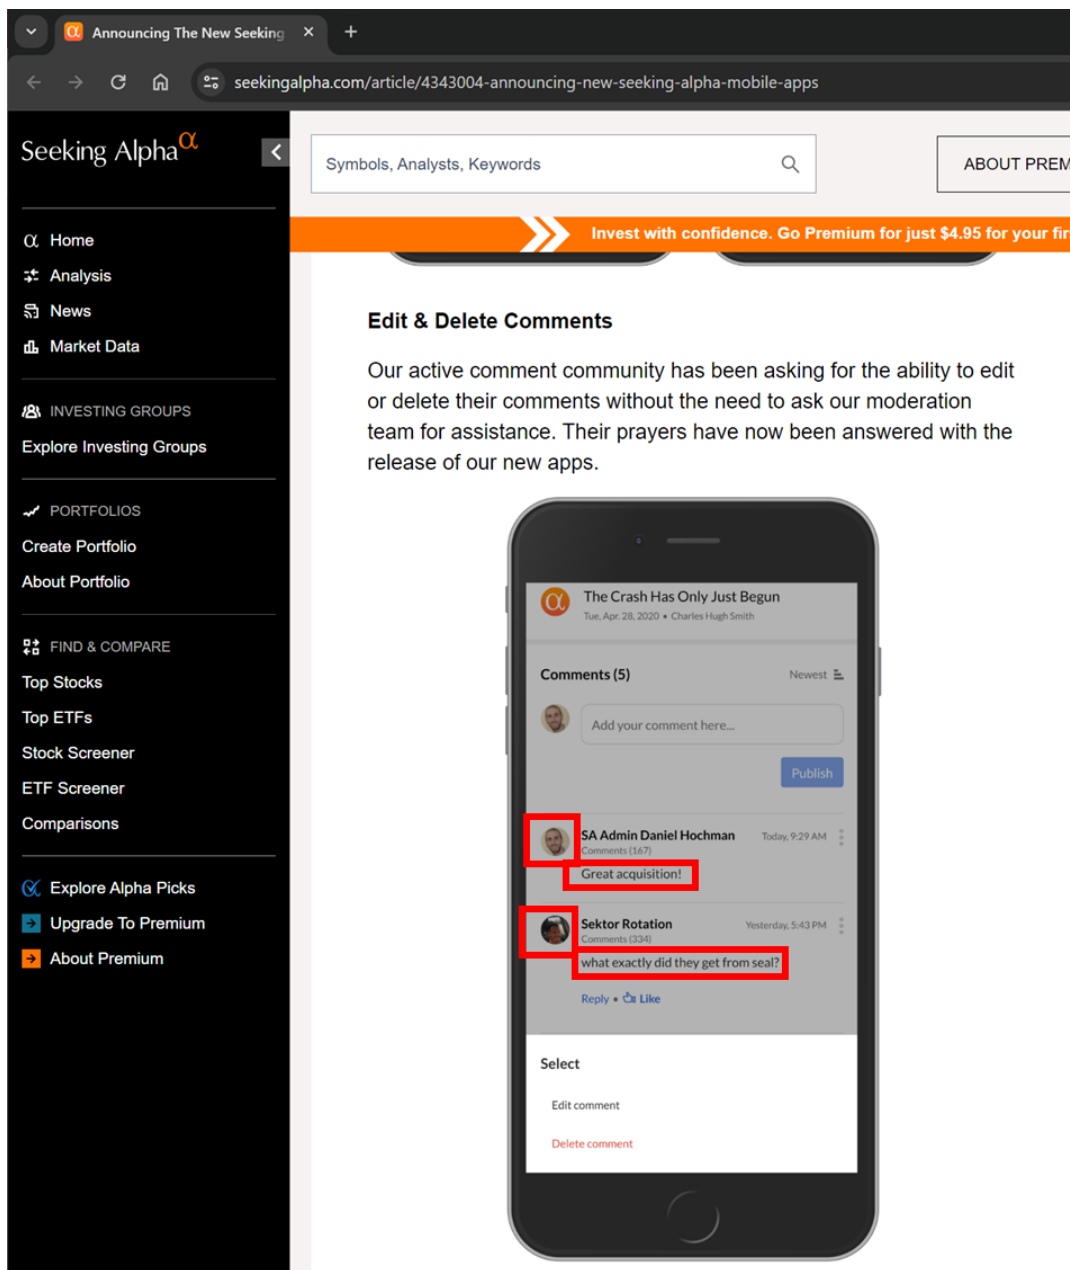 Announcing The New Seeking
seekingalpha.com/article/4343004-announcing-new-seeking-alpha-mobile-apps
Seeking Alpha α
Symbols, Analysts, Keywords
ABOUT PREM
Invest with confidence. Go Premium for just $4.95 for your fir
Home
Analysis
News
Market Data
INVESTING GROUPS
Explore Investing Groups
PORTFOLIOS
Create Portfolio
About Portfolio
FIND & COMPARE
Top Stocks
Top ETFs
Stock Screener
ETF Screener
Comparisons
Explore Alpha Picks
Upgrade To Premium
About Premium
Edit & Delete Comments
Our active comment community has been asking for the ability to edit
or delete their comments without the need to ask our moderation
team for assistance. Their prayers have now been answered with the
release of our new apps.
The Crash Has Only Just Begun
Tue, Apr. 28, 2020 • Charles Hugh Smith
Comments (5)
Newest
Add your comment here...
Publish
SA Admin Daniel Hochman
Today, 9:29 AM
Comments (167)
Great acquisition!
Sektor Rotation
Yesterday, 5:43 PM
Comments (334)
what exactly did they get from seal?
Reply • Like
Select
Edit comment
Delete comment